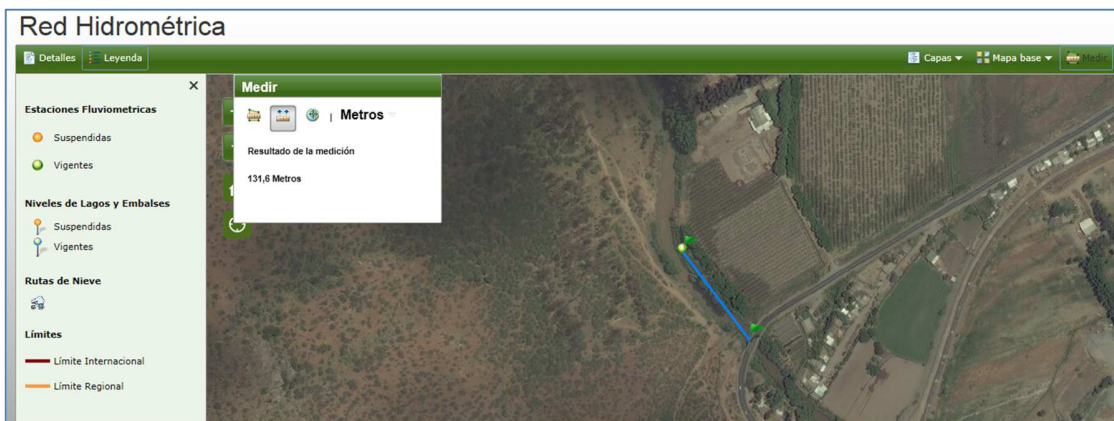 Red Hidrométrica
Detalles Leyenda Capas Mapa base Medir
Estaciones Fluviometricas
Suspendidas
Vigentes
Niveles de Lagos y Embalses
Suspendidas
Vigentes
Rutas de Nieve
Límites
Límite Internacional
Límite Regional
Medir
| Metros
Resultado de la medición
131,6 Metros